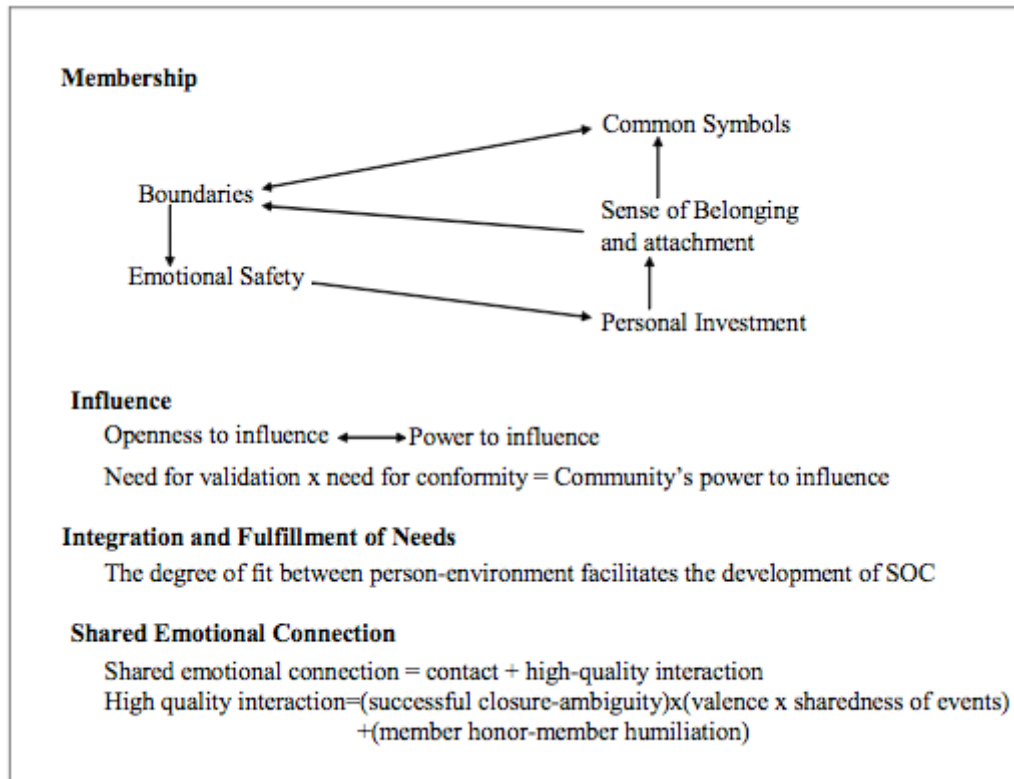 Membership
Common Symbols
Boundaries
Sense of Belonging
and attachment
Emotional Safety
Personal Investment
Influence
Openness to influence Power to influence
Need for validation x need for conformity = Community's power to influence
Integration and Fulfillment of Needs
The degree of fit between person-environment facilitates the development of SOC
Shared Emotional Connection
Shared emotional connection = contact + high-quality interaction
High quality interaction=(successful closure-ambiguity)x(valence x sharedness of events)
+(member honor-member humiliation)